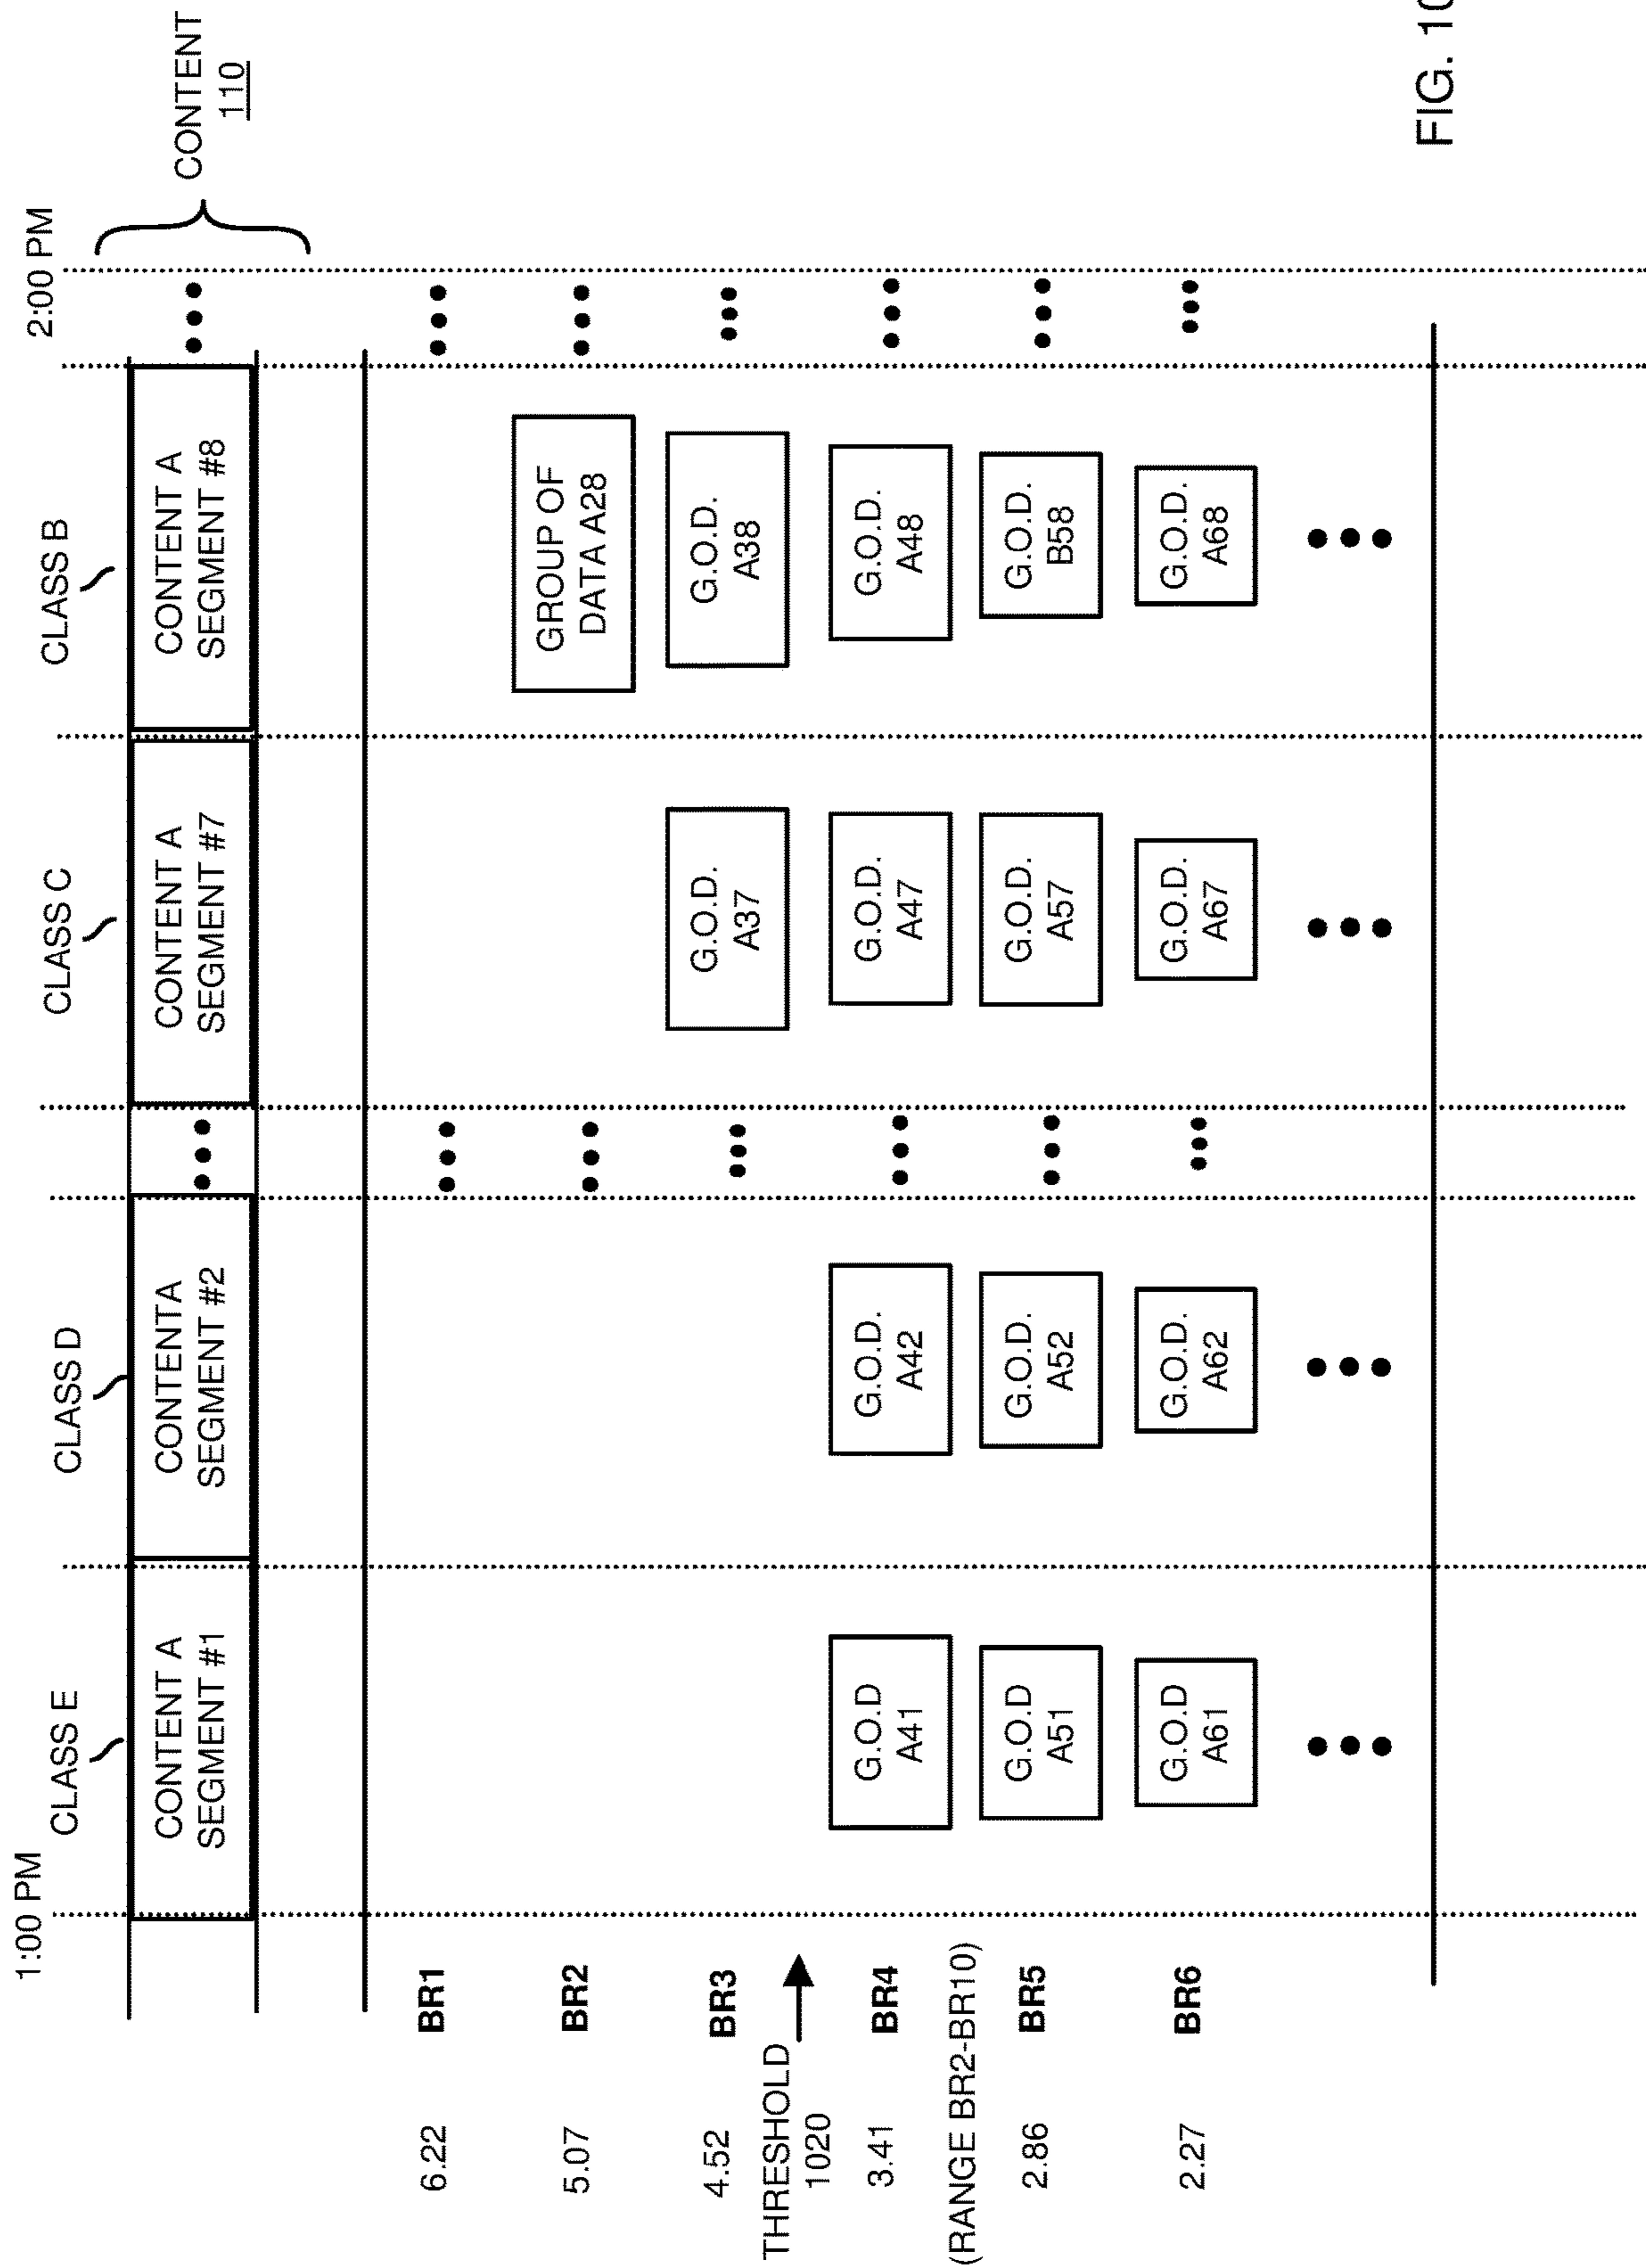 1:00 PM
2:00 PM
CLASS E
CLASS D
CLASS C
CLASS B
CONTENT A
SEGMENT #1
CONTENT A
SEGMENT #2
CONTENT A
SEGMENT #7
CONTENT A
SEGMENT #8
CONTENT
110
6.22 BR1
5.07 BR2
GROUP OF
DATA A28
4.52 BR3
G.O.D.
A37
G.O.D.
A38
THRESHOLD
1020
3.41 BR4
G.O.D
A41
G.O.D.
A42
G.O.D.
A47
G.O.D.
A48
(RANGE BR2-BR10)
2.86 BR5
G.O.D
A51
G.O.D.
A52
G.O.D.
A57
G.O.D.
B58
2.27 BR6
G.O.D
A61
G.O.D.
A62
G.O.D.
A67
G.O.D.
A68